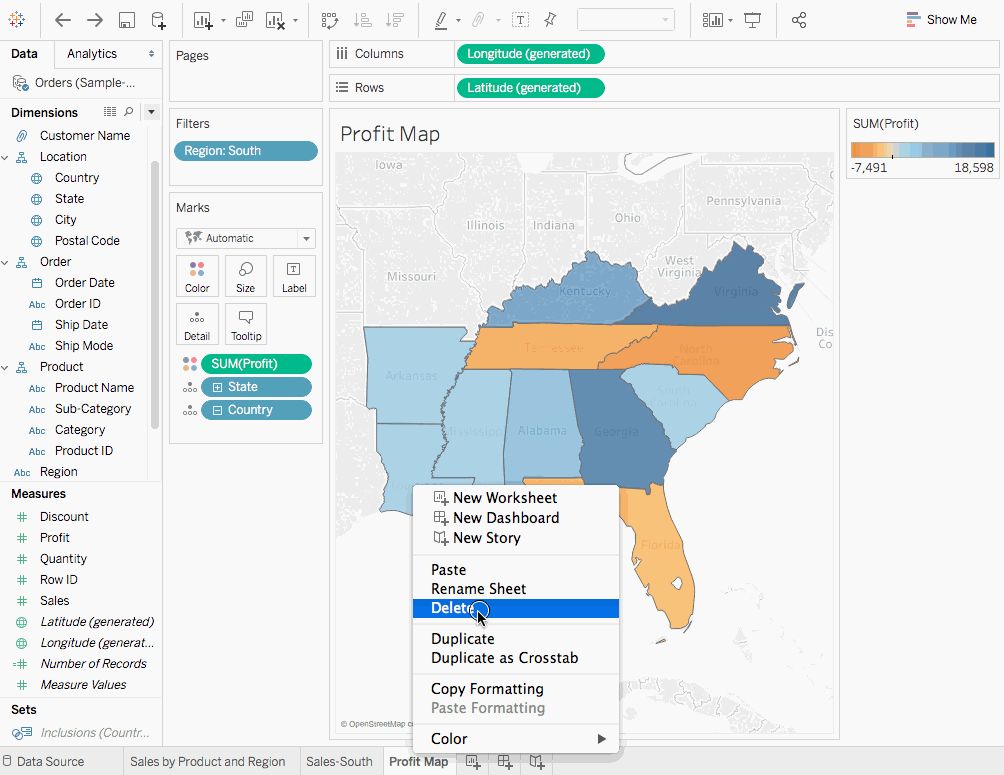 Show Me
Data
Analytics
Pages
Columns
Longitude (generated)
Rows
Latitude (generated)
Orders (Sample-...
Dimensions
Abc
Customer Name
Location
Country
State
City
Postal Code
Order
Order Date
Abc Order ID
Ship Date
Abc Ship Mode
Product
Product Name
Abc Sub-Category
Abc Category
Abc Product ID
Abc Region
Measures
Discount
Profit
Quantity
Row ID
Sales
Latitude (generated)
Longitude (generat...
Number of Records
Measure Values
Sets
Inclusions (Countr...
Filters
Region: South
Marks
Automatic
Color
Size
Label
Detail
Tooltip
SUM(Profit)
State
Country
Profit Map
Iowa
Illinois
Indiana
Ohio
Pennsylvania
Missouri
West
Virginia
Kentucky
Virginia
Tennessee
North
Carolina
Dis
Co
Arkansas
Mississippi
Alabama
Georgia
South
Carolina
Florida
© OpenStreetMap c
SUM(Profit)
-7,491
18,598
New Worksheet
New Dashboard
New Story
Paste
Rename Sheet
Delete
Duplicate
Duplicate as Crosstab
Copy Formatting
Paste Formatting
Color
Data Source
Sales by Product and Region
Sales-South
Profit Map